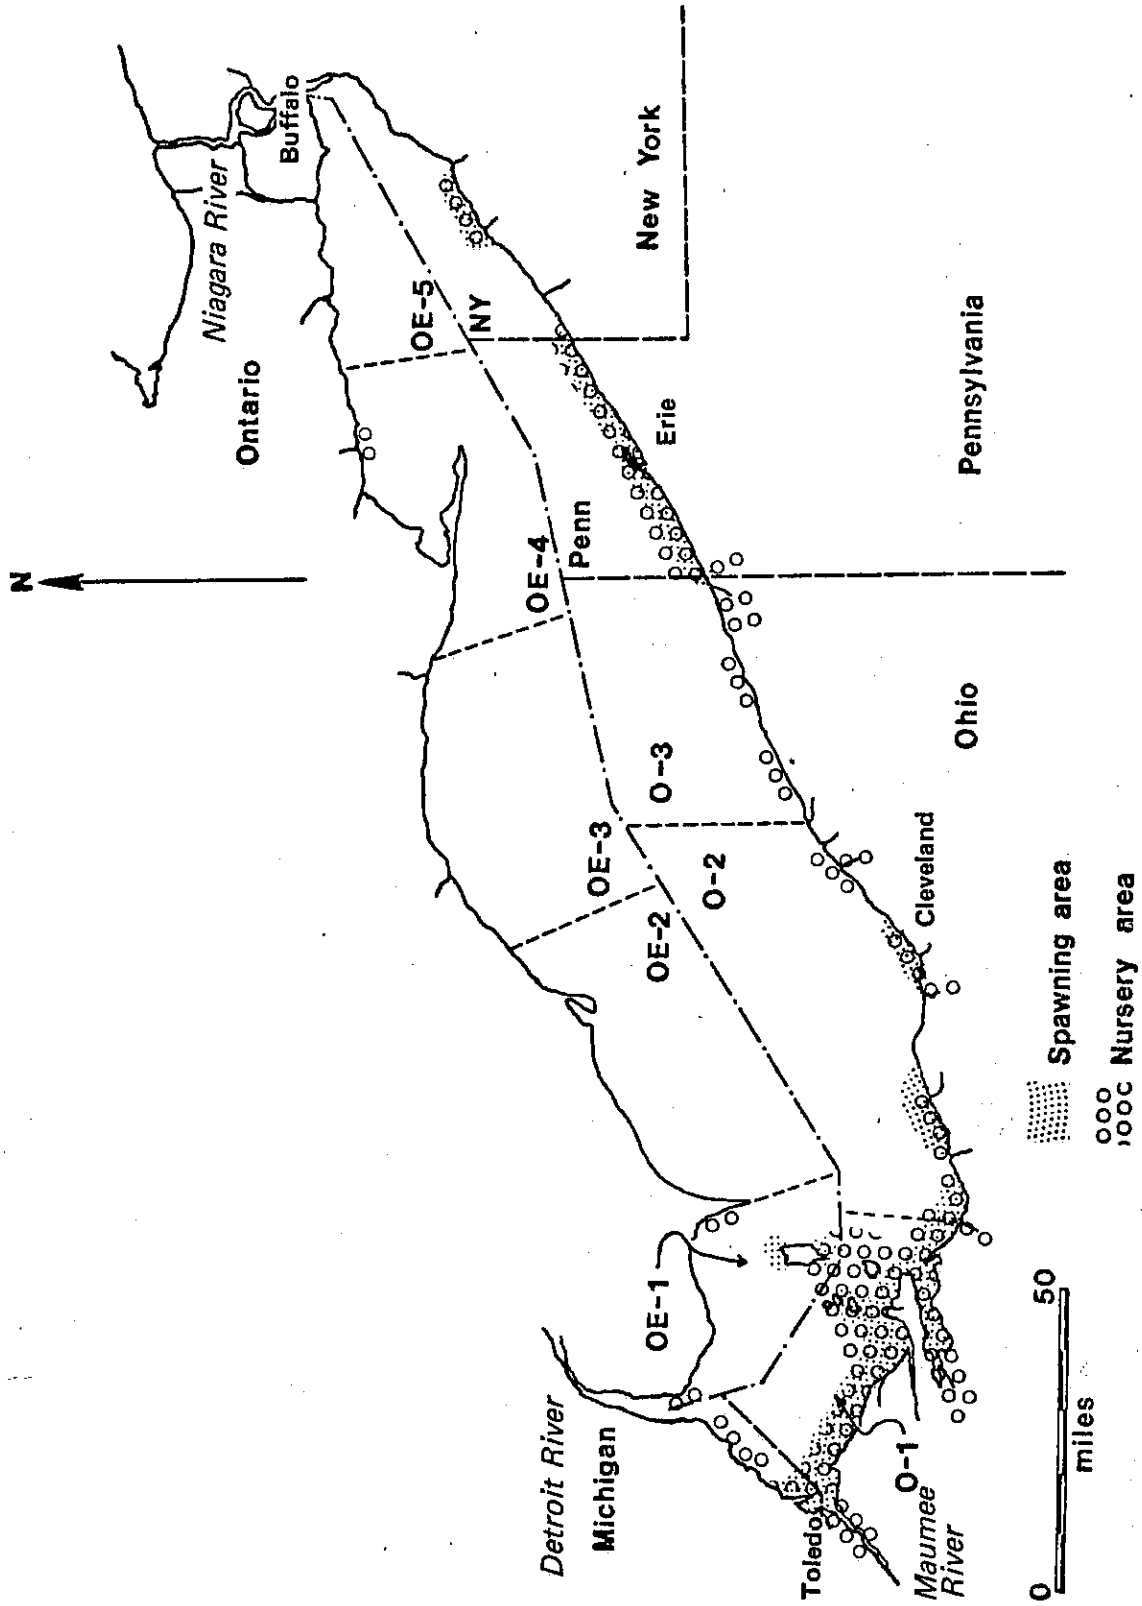 N
Niagara River
Buffalo
Ontario
OE-5
NY
New York
Erie
Pennsylvania
OE-4
Penn
OE-3
O-3
OE-2
O-2
Ohio
Cleveland
OE-1
Detroit River
Michigan
Toledo
O-1
Maumee
River
0 50
miles
Spawning area
Nursery area